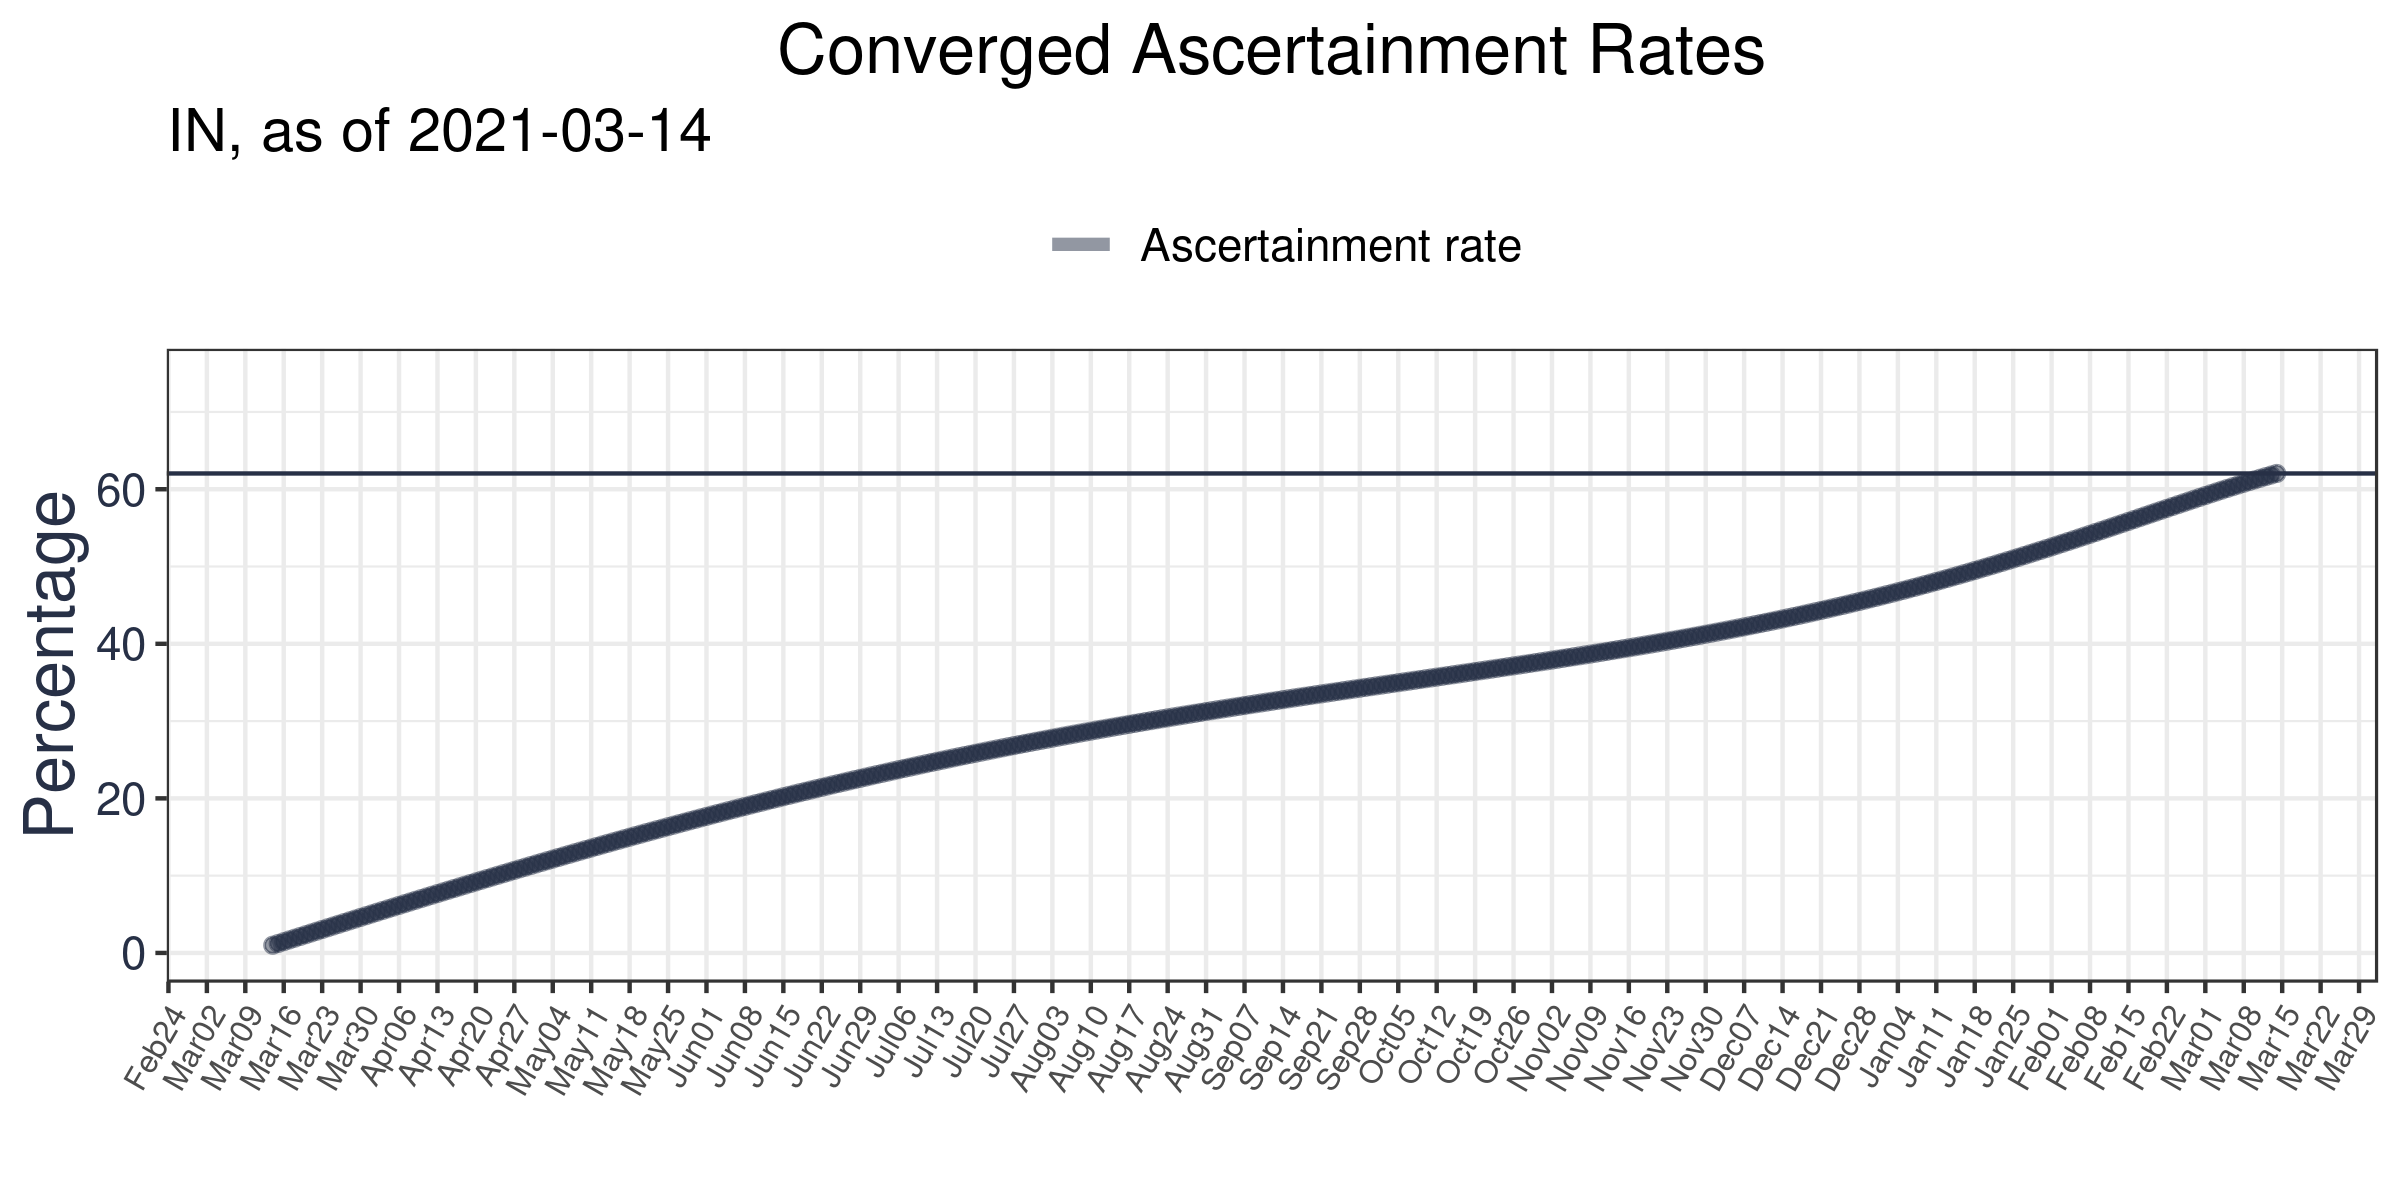 Converged Ascertainment Rates
IN, as of 2021-03-14
Ascertainment rate
Percentage
60
40
20
0
Feb24
Mar02
Mar09
Mar16
Mar23
Mar30
Apr06
Apr13
Apr20
Apr27
May04
May11
May18
May25
Jun01
Jun08
Jun15
Jun22
Jun29
Jul06
Jul13
Jul20
Jul27
Aug03
Aug10
Aug17
Aug24
Aug31
Sep07
Sep14
Sep21
Sep28
Oct05
Oct12
Oct19
Oct26
Nov02
Nov09
Nov16
Nov23
Nov30
Dec07
Dec14
Dec21
Dec28
Jan04
Jan11
Jan18
Jan25
Feb01
Feb08
Feb15
Feb22
Mar01
Mar08
Mar15
Mar22
Mar29